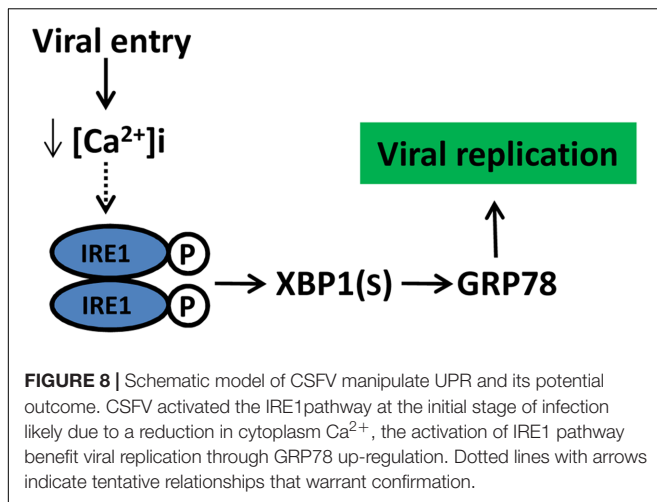 Viral entry
↓ [Ca²⁺]i
Viral replication
IRE1 P
IRE1 P
XBP1(S)
GRP78
FIGURE 8 | Schematic model of CSFV manipulate UPR and its potential
outcome. CSFV activated the IRE1pathway at the initial stage of infection
likely due to a reduction in cytoplasm Ca²⁺, the activation of IRE1 pathway
benefit viral replication through GRP78 up-regulation. Dotted lines with arrows
indicate tentative relationships that warrant confirmation.